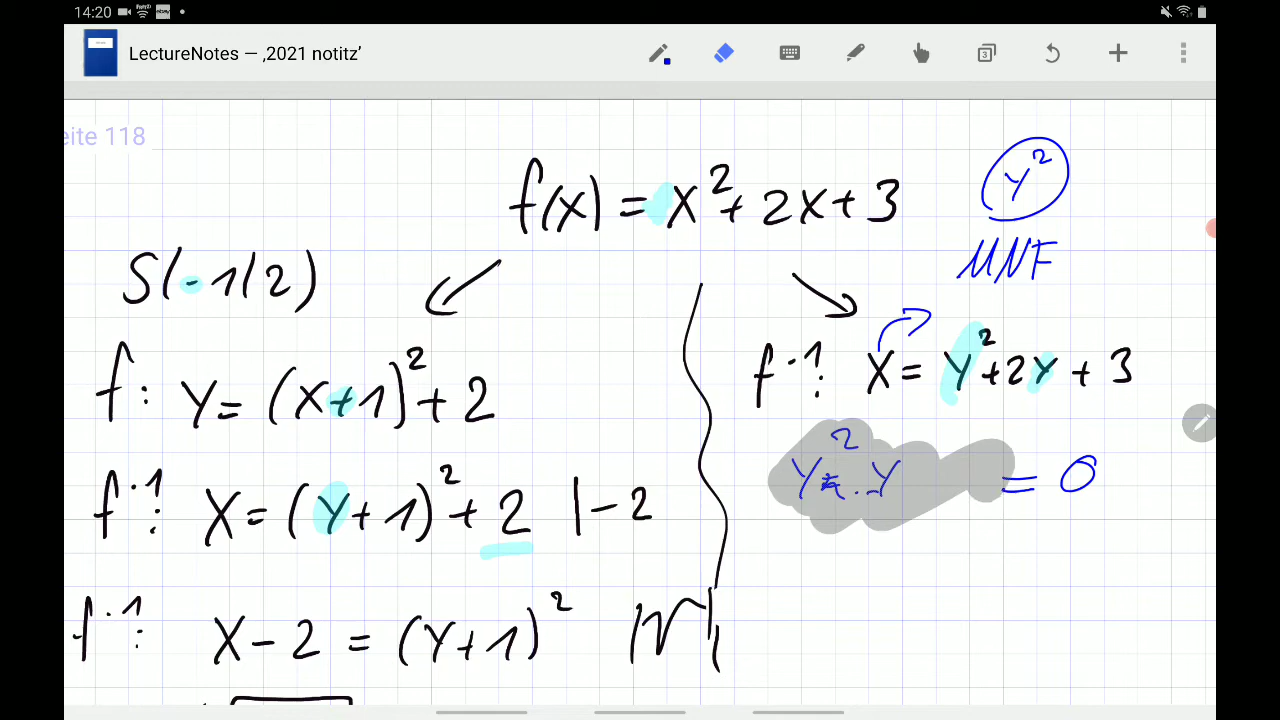 14:20
LectureNotes — ‚2021 notitz’
3
eite 118
f(x) = x² + 2x + 3
y²
MNF
S(-1|2)
f: y = (x+1)² + 2
f⁻¹: x = y² + 2y + 3
= 0
f⁻¹: x = (y+1)² + 2 |-2
f⁻¹: x - 2 = (y+1)² |√